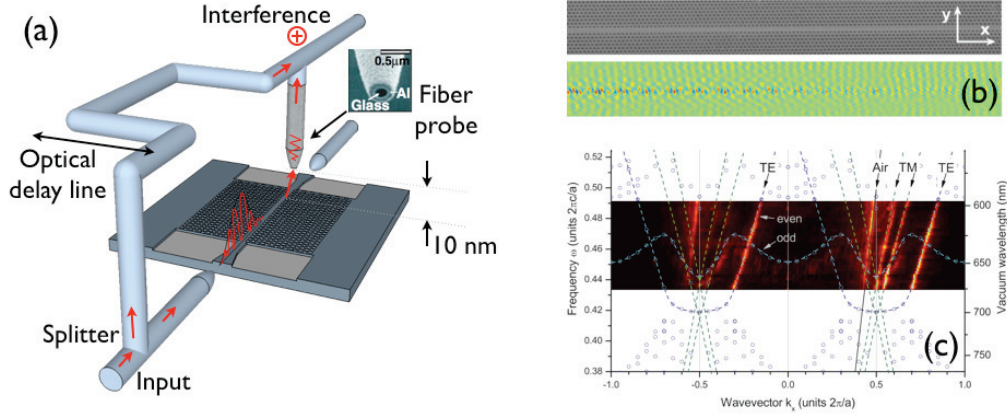 (a)
Interference
0.5μm
Glass
Al
Fiber
probe
Optical
delay line
10 nm
Splitter
Input
y
x
(b)
TE
Air
TM
TE
even
odd
0.52
0.50
0.48
0.46
0.44
0.42
0.40
0.38
Frequency ω (units 2πc/a)
600
650
700
750
Vacuum wavelength (nm)
(c)
-1.0 -0.5 0.0 0.5 1.0
Wavevector kx (units 2π/a)